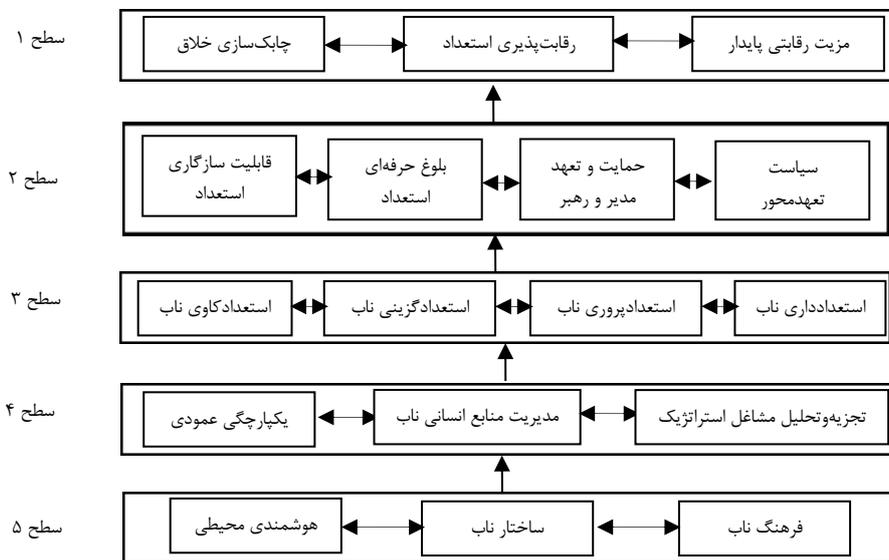 سطح ۱
مزیت رقابتی پایدار
رقابت‌پذیری استعداد
چابک‌سازی خلاق
سطح ۲
سیاست
تعهدمحور
حمایت و تعهد
مدیر و رهبر
بلوغ حرفه‌ای
استعداد
قابلیت سازگاری
استعداد
سطح ۳
استعدادداری ناب
استعدادپروری ناب
استعدادگزینی ناب
استعدادکاوی ناب
سطح ۴
تجزیه‌وتحلیل مشاغل استراتژیک
مدیریت منابع انسانی ناب
یکپارچگی عمودی
سطح ۵
فرهنگ ناب
ساختار ناب
هوشمندی محیطی